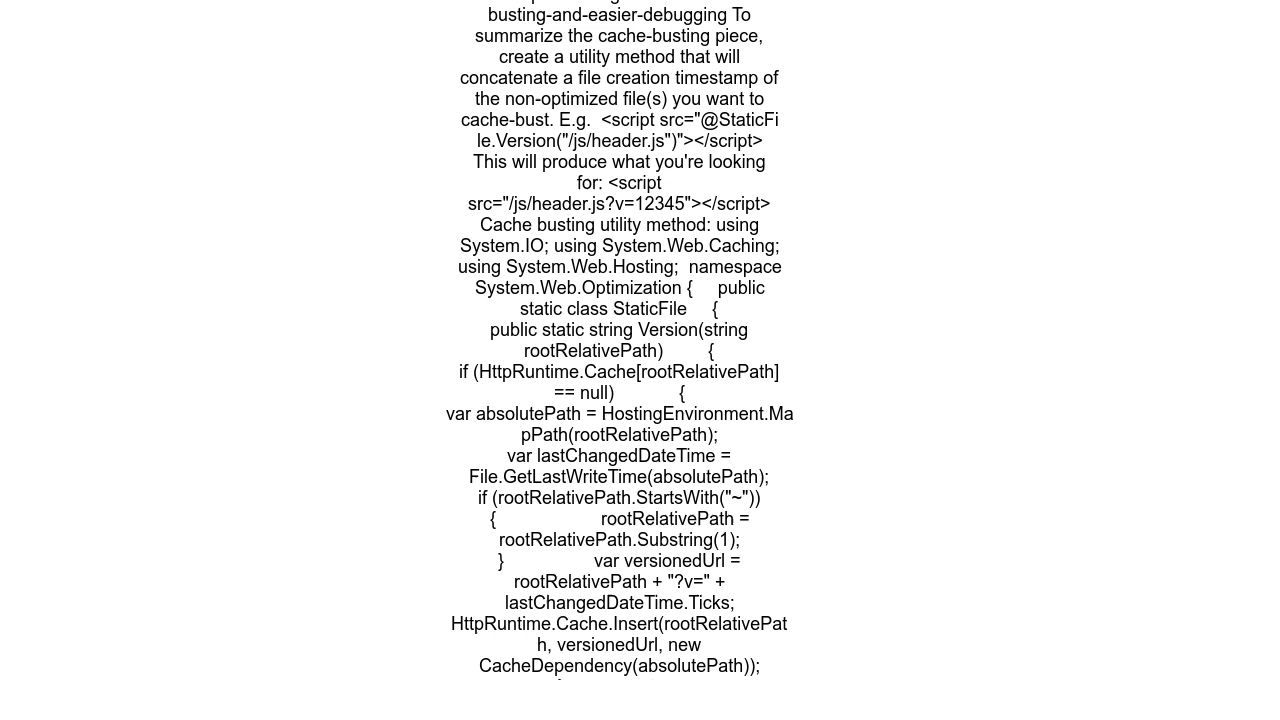 busting-and-easier-debugging To
summarize the cache-busting piece,
create a utility method that will
concatenate a file creation timestamp of
the non-optimized file(s) you want to
cache-bust. E.g.  <script src="@StaticFi
le.Version("/js/header.js")"></script>
This will produce what you're looking
for: <script
src="/js/header.js?v=12345"></script>
Cache busting utility method: using
System.IO; using System.Web.Caching;
using System.Web.Hosting;  namespace
System.Web.Optimization {     public
static class StaticFile     {
public static string Version(string
rootRelativePath)         {
if (HttpRuntime.Cache[rootRelativePath]
== null)             {
var absolutePath = HostingEnvironment.Ma
pPath(rootRelativePath);
var lastChangedDateTime =
File.GetLastWriteTime(absolutePath);
if (rootRelativePath.StartsWith("~"))
{                     rootRelativePath =
rootRelativePath.Substring(1);
}                  var versionedUrl =
rootRelativePath + "?v=" +
lastChangedDateTime.Ticks;
HttpRuntime.Cache.Insert(rootRelativePat
h, versionedUrl, new
CacheDependency(absolutePath));